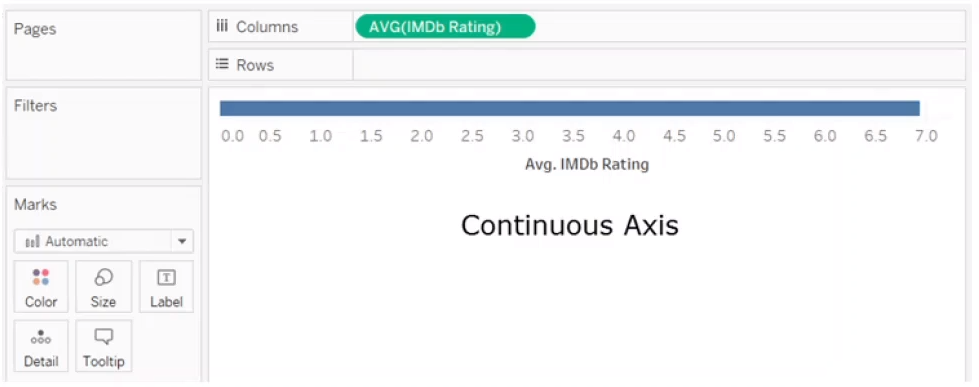 Pages
Columns
AVG(IMDb Rating)
Rows
Filters
0.0 0.5 1.0 1.5 2.0 2.5 3.0 3.5 4.0 4.5 5.0 5.5 6.0 6.5 7.0
Avg. IMDb Rating
Marks
Continuous Axis
Automatic
Color Size Label
Detail Tooltip